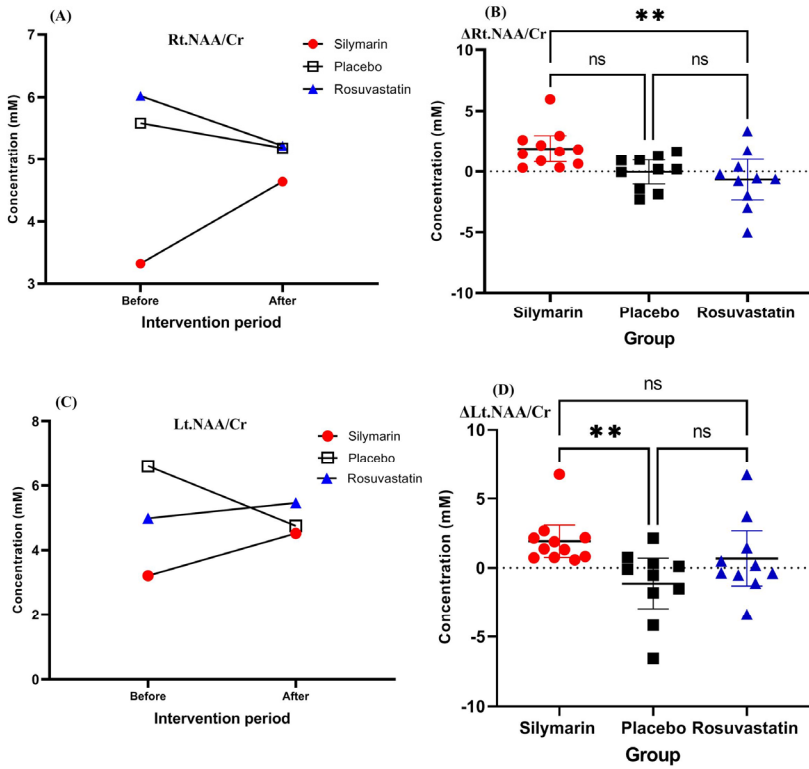 (A)
Rt.NAA/Cr
Silymarin
Placebo
Rosuvastatin
Concentration (mM)
7
6
5
4
3
Before
After
Intervention period
(B)
ΔRt.NAA/Cr
**
ns
ns
Concentration (mM)
10
5
0
-5
-10
Silymarin
Placebo
Rosuvastatin
Group
(C)
Lt.NAA/Cr
Silymarin
Placebo
Rosuvastatin
Concentration (mM)
8
6
4
2
0
Before
After
Intervention period
(D)
ΔLt.NAA/Cr
ns
**
ns
Concentration (mM)
10
5
0
-5
-10
Silymarin
Placebo
Rosuvastatin
Group